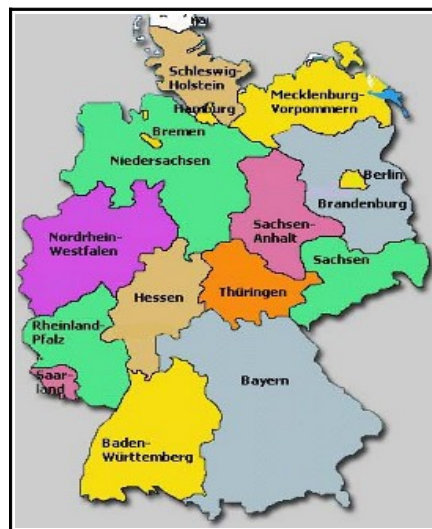 Schleswig-
Holstein
Hamburg
Mecklenburg-
Vorpommern
Bremen
Niedersachsen
Berlin
Brandenburg
Sachsen-
Anhalt
Nordrhein-
Westfalen
Sachsen
Hessen
Thüringen
Rheinland-
Pfalz
Saar-
land
Bayern
Baden-
Württemberg